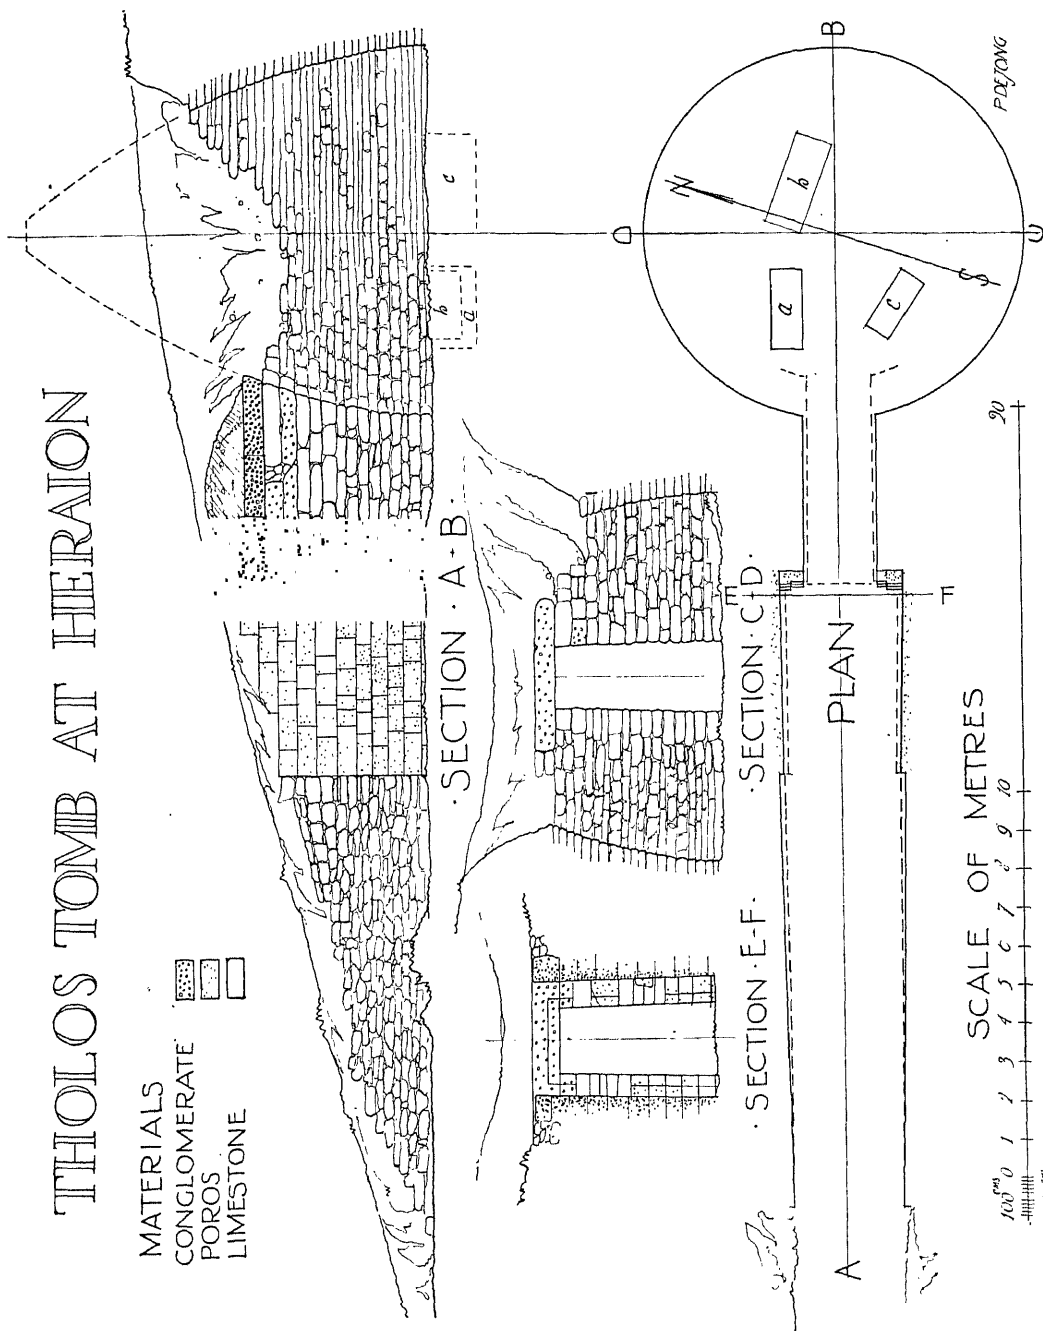 THOLOS TOMB AT HERAION
MATERIALS
CONGLOMERATE
POROS
LIMESTONE
a
b
c
·SECTION·A-B·
·SECTION·E-F·
·SECTION·C-D·
A
PLAN
E
F
a
b
c
N
S
D
C
B
100 CMS 0 1 2 3 4 5 6 7 8 9 10 20
SCALE OF METRES
P DE JONG